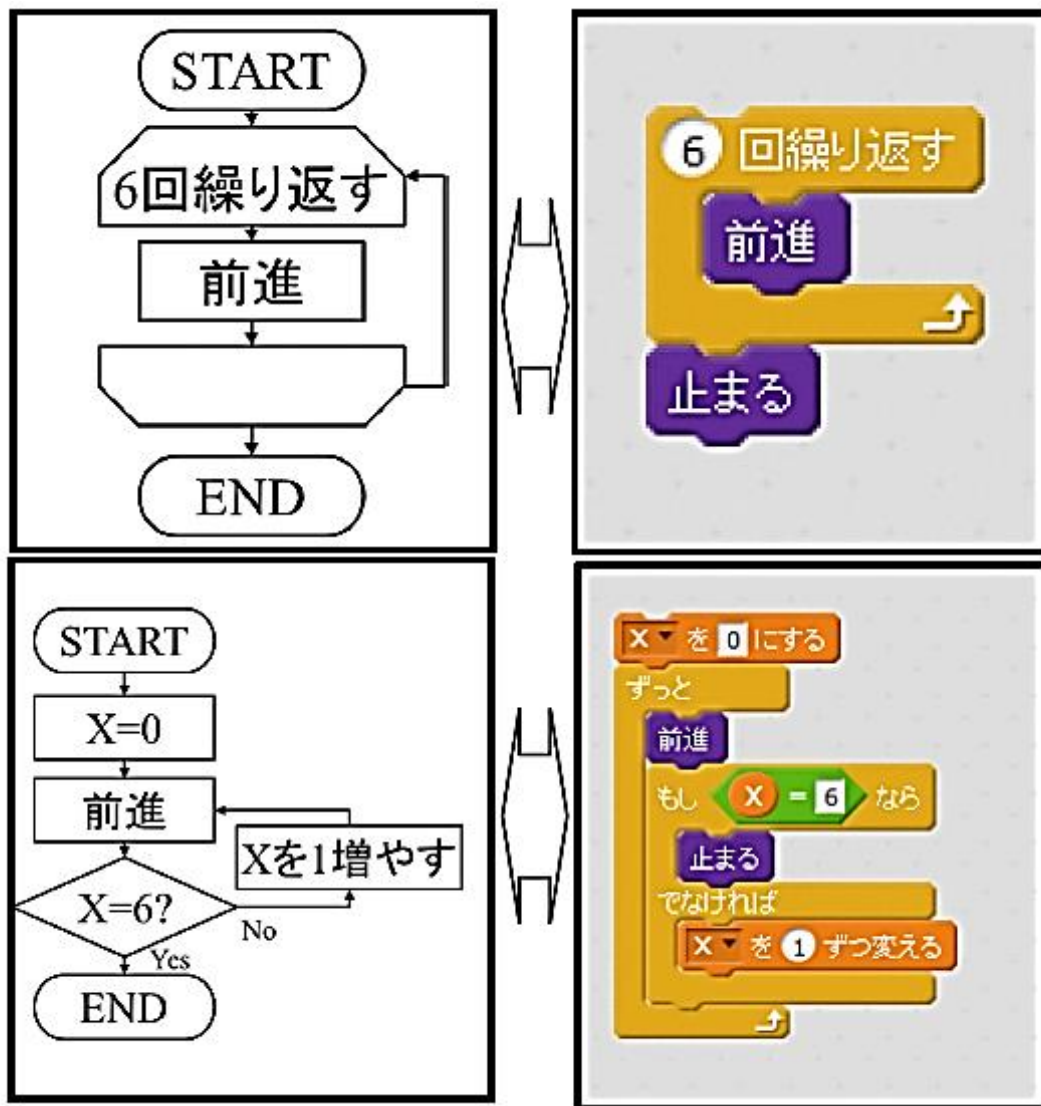 START
6回繰り返す
前進
END
6 回繰り返す
前進
止まる
START
X=0
前進
Xを1増やす
X=6?
No
Yes
END
X を 0 にする
ずっと
前進
もし X = 6 なら
止まる
でなければ
X を 1 ずつ変える